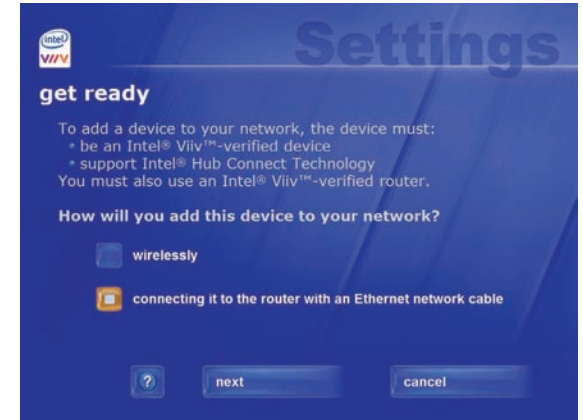 Settings
intel
VIIV
get ready
To add a device to your network, the device must:
• be an Intel® Viiv™-verified device
• support Intel® Hub Connect Technology
You must also use an Intel® Viiv™-verified router.
How will you add this device to your network?
wirelessly
connecting it to the router with an Ethernet network cable
? next cancel